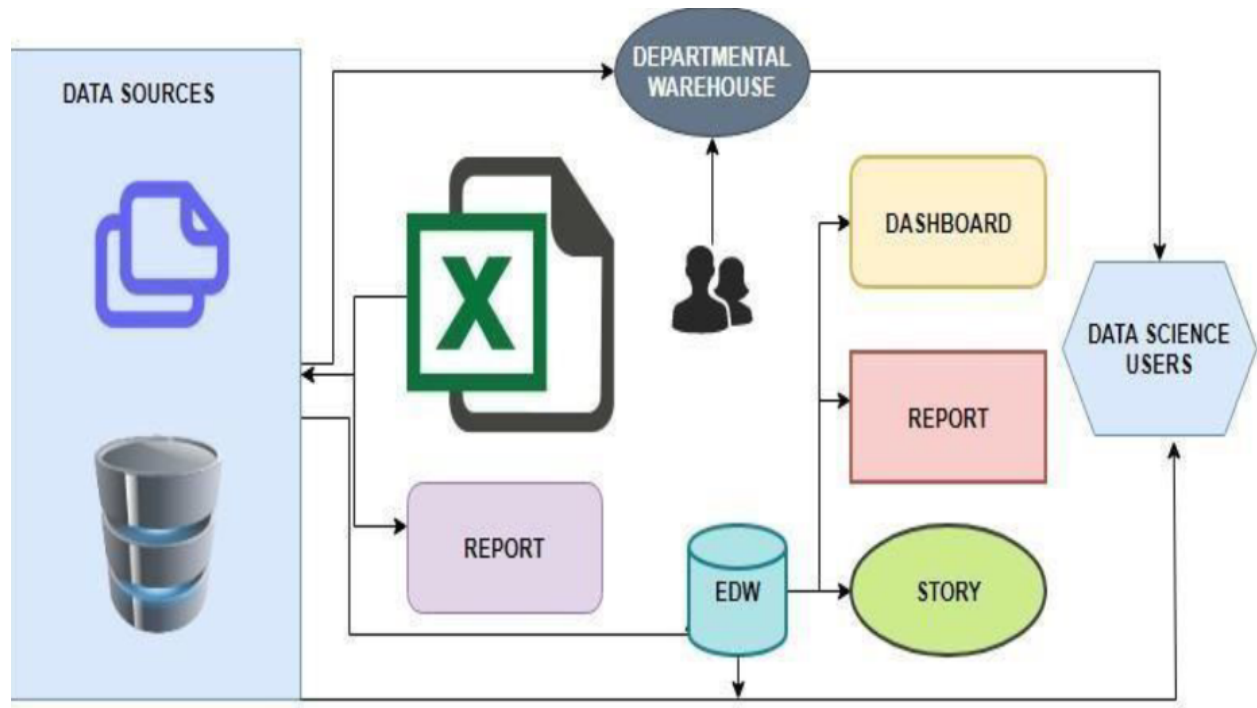 DATA SOURCES
DEPARTMENTAL
WAREHOUSE
X
DASHBOARD
DATA SCIENCE
USERS
REPORT
REPORT
EDW
STORY